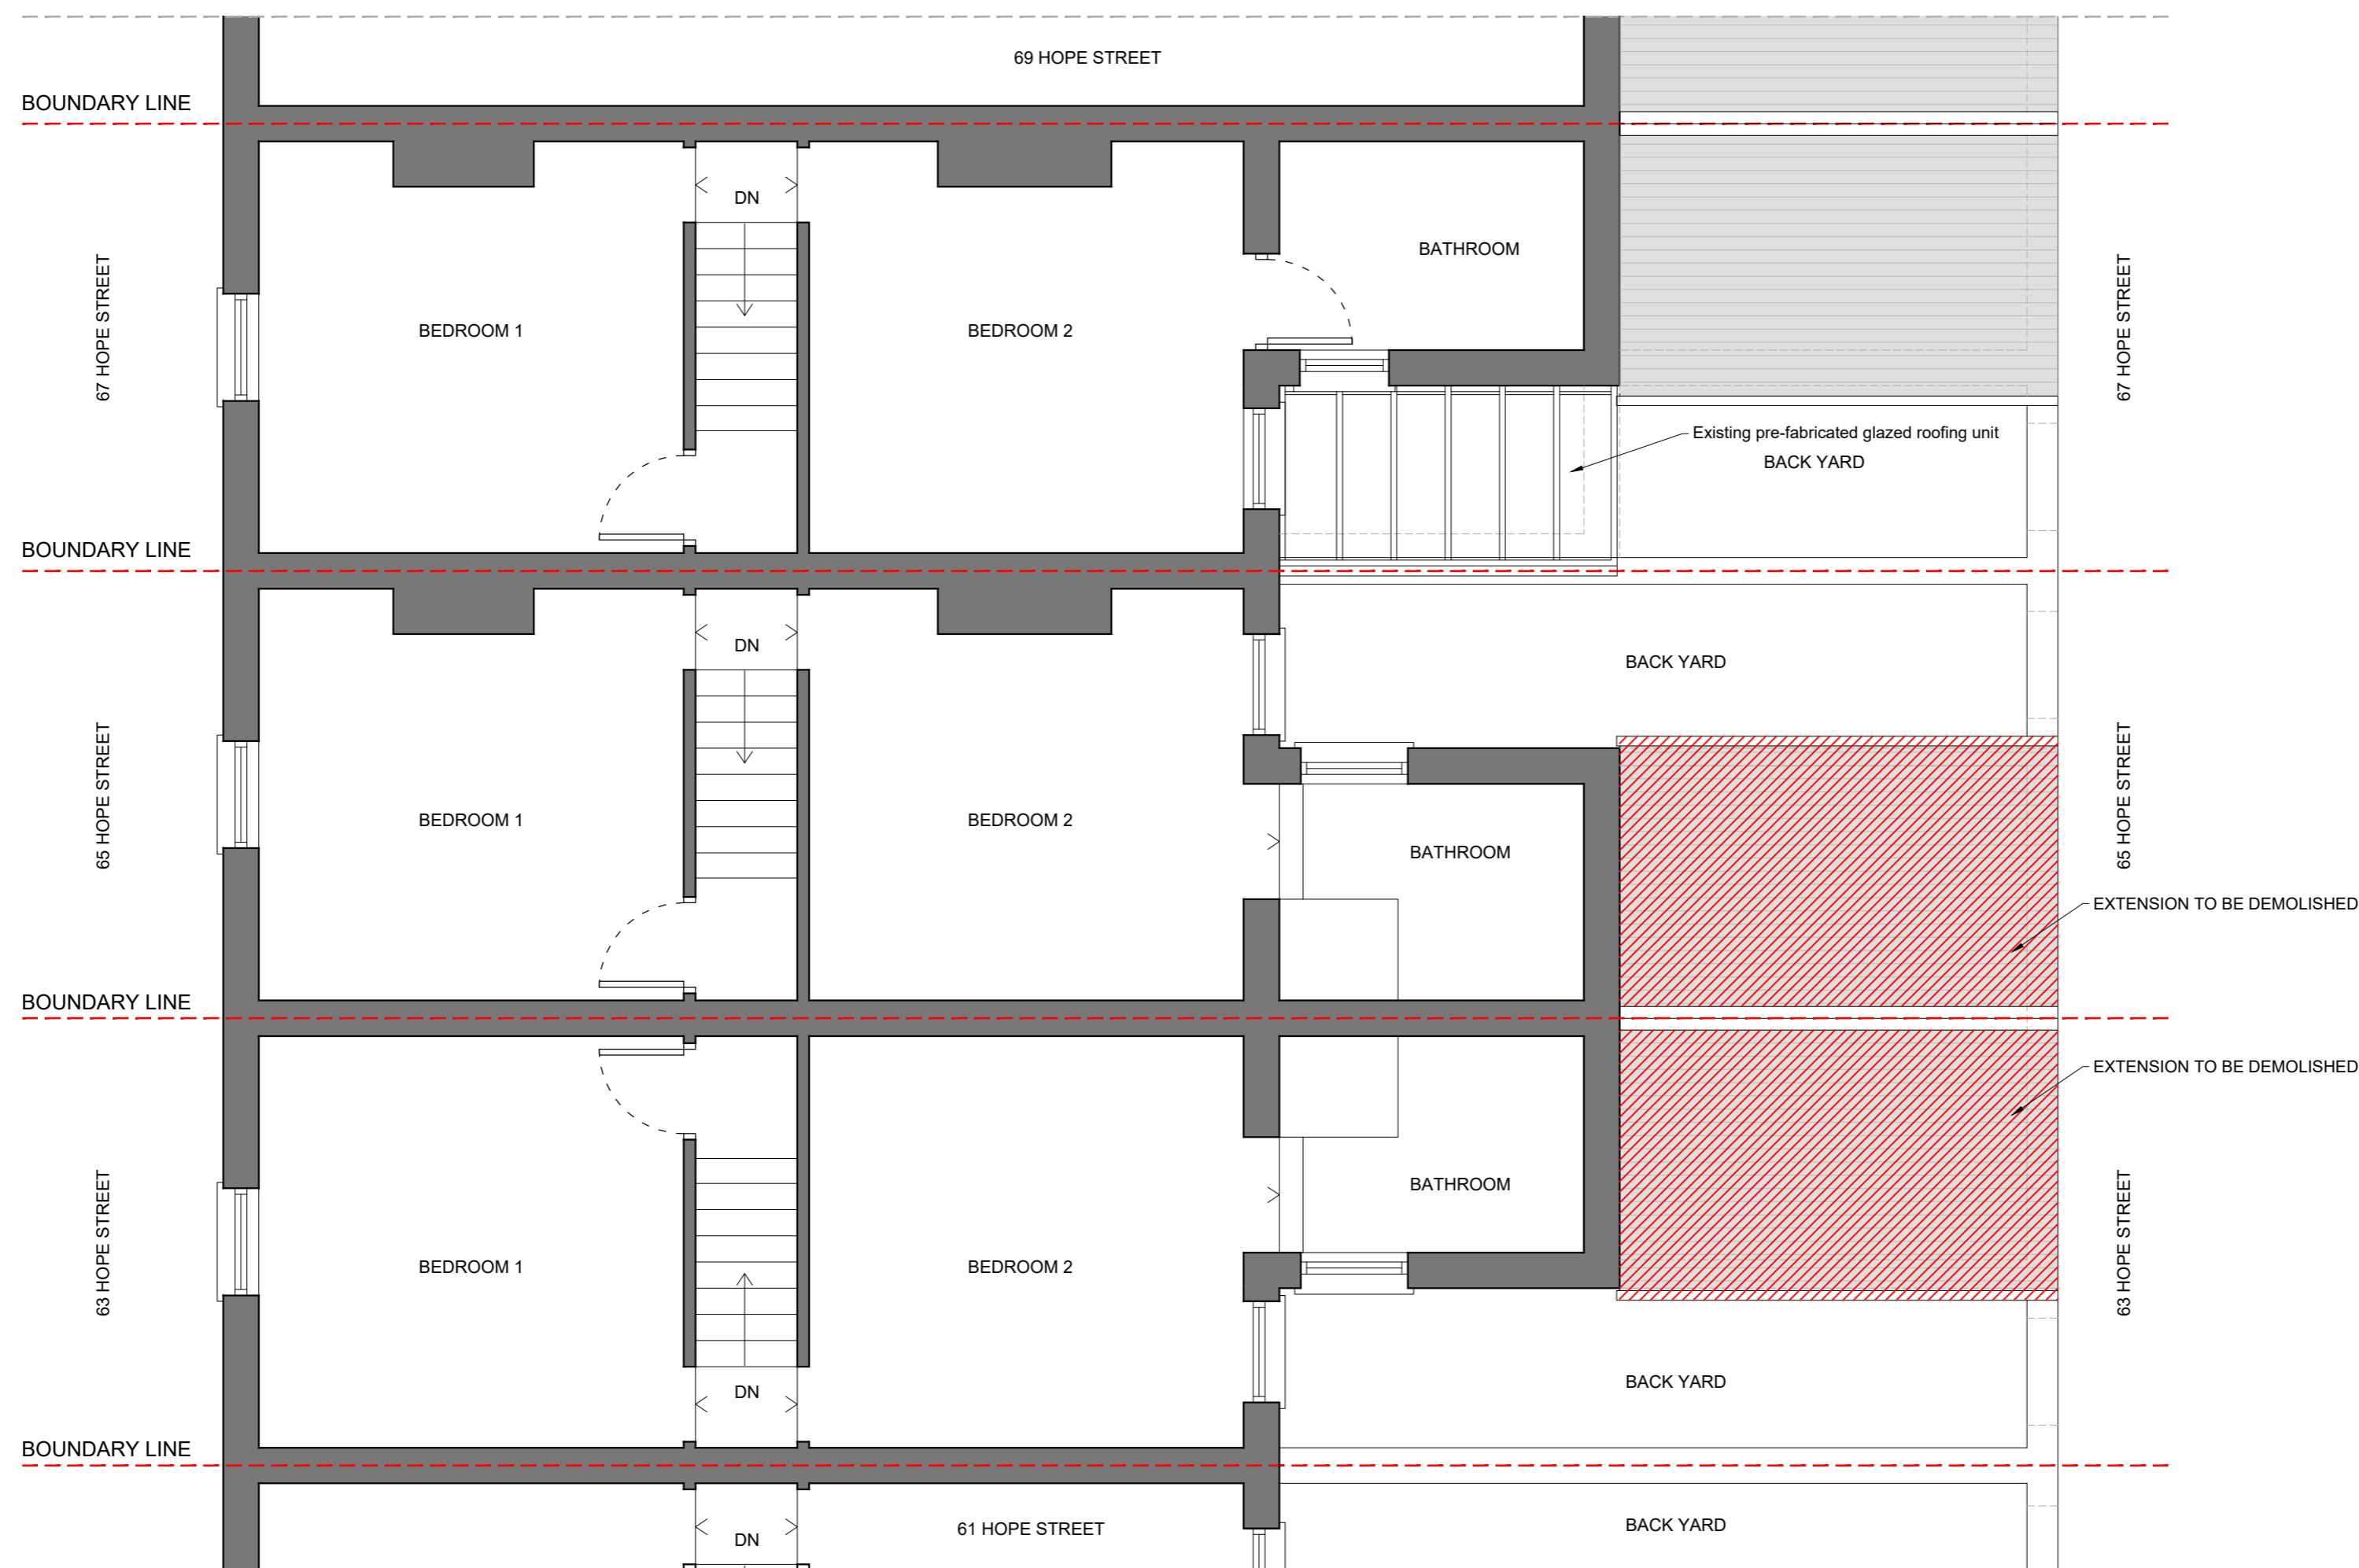 69 HOPE STREET
BOUNDARY LINE
DN
BATHROOM
67 HOPE STREET
BEDROOM 1
BEDROOM 2
67 HOPE STREET
Existing pre-fabricated glazed roofing unit
BACK YARD
BOUNDARY LINE
DN
BACK YARD
65 HOPE STREET
BEDROOM 1
BEDROOM 2
BATHROOM
65 HOPE STREET
EXTENSION TO BE DEMOLISHED
BOUNDARY LINE
EXTENSION TO BE DEMOLISHED
BATHROOM
63 HOPE STREET
BEDROOM 1
BEDROOM 2
63 HOPE STREET
DN
BACK YARD
BOUNDARY LINE
DN
61 HOPE STREET
BACK YARD